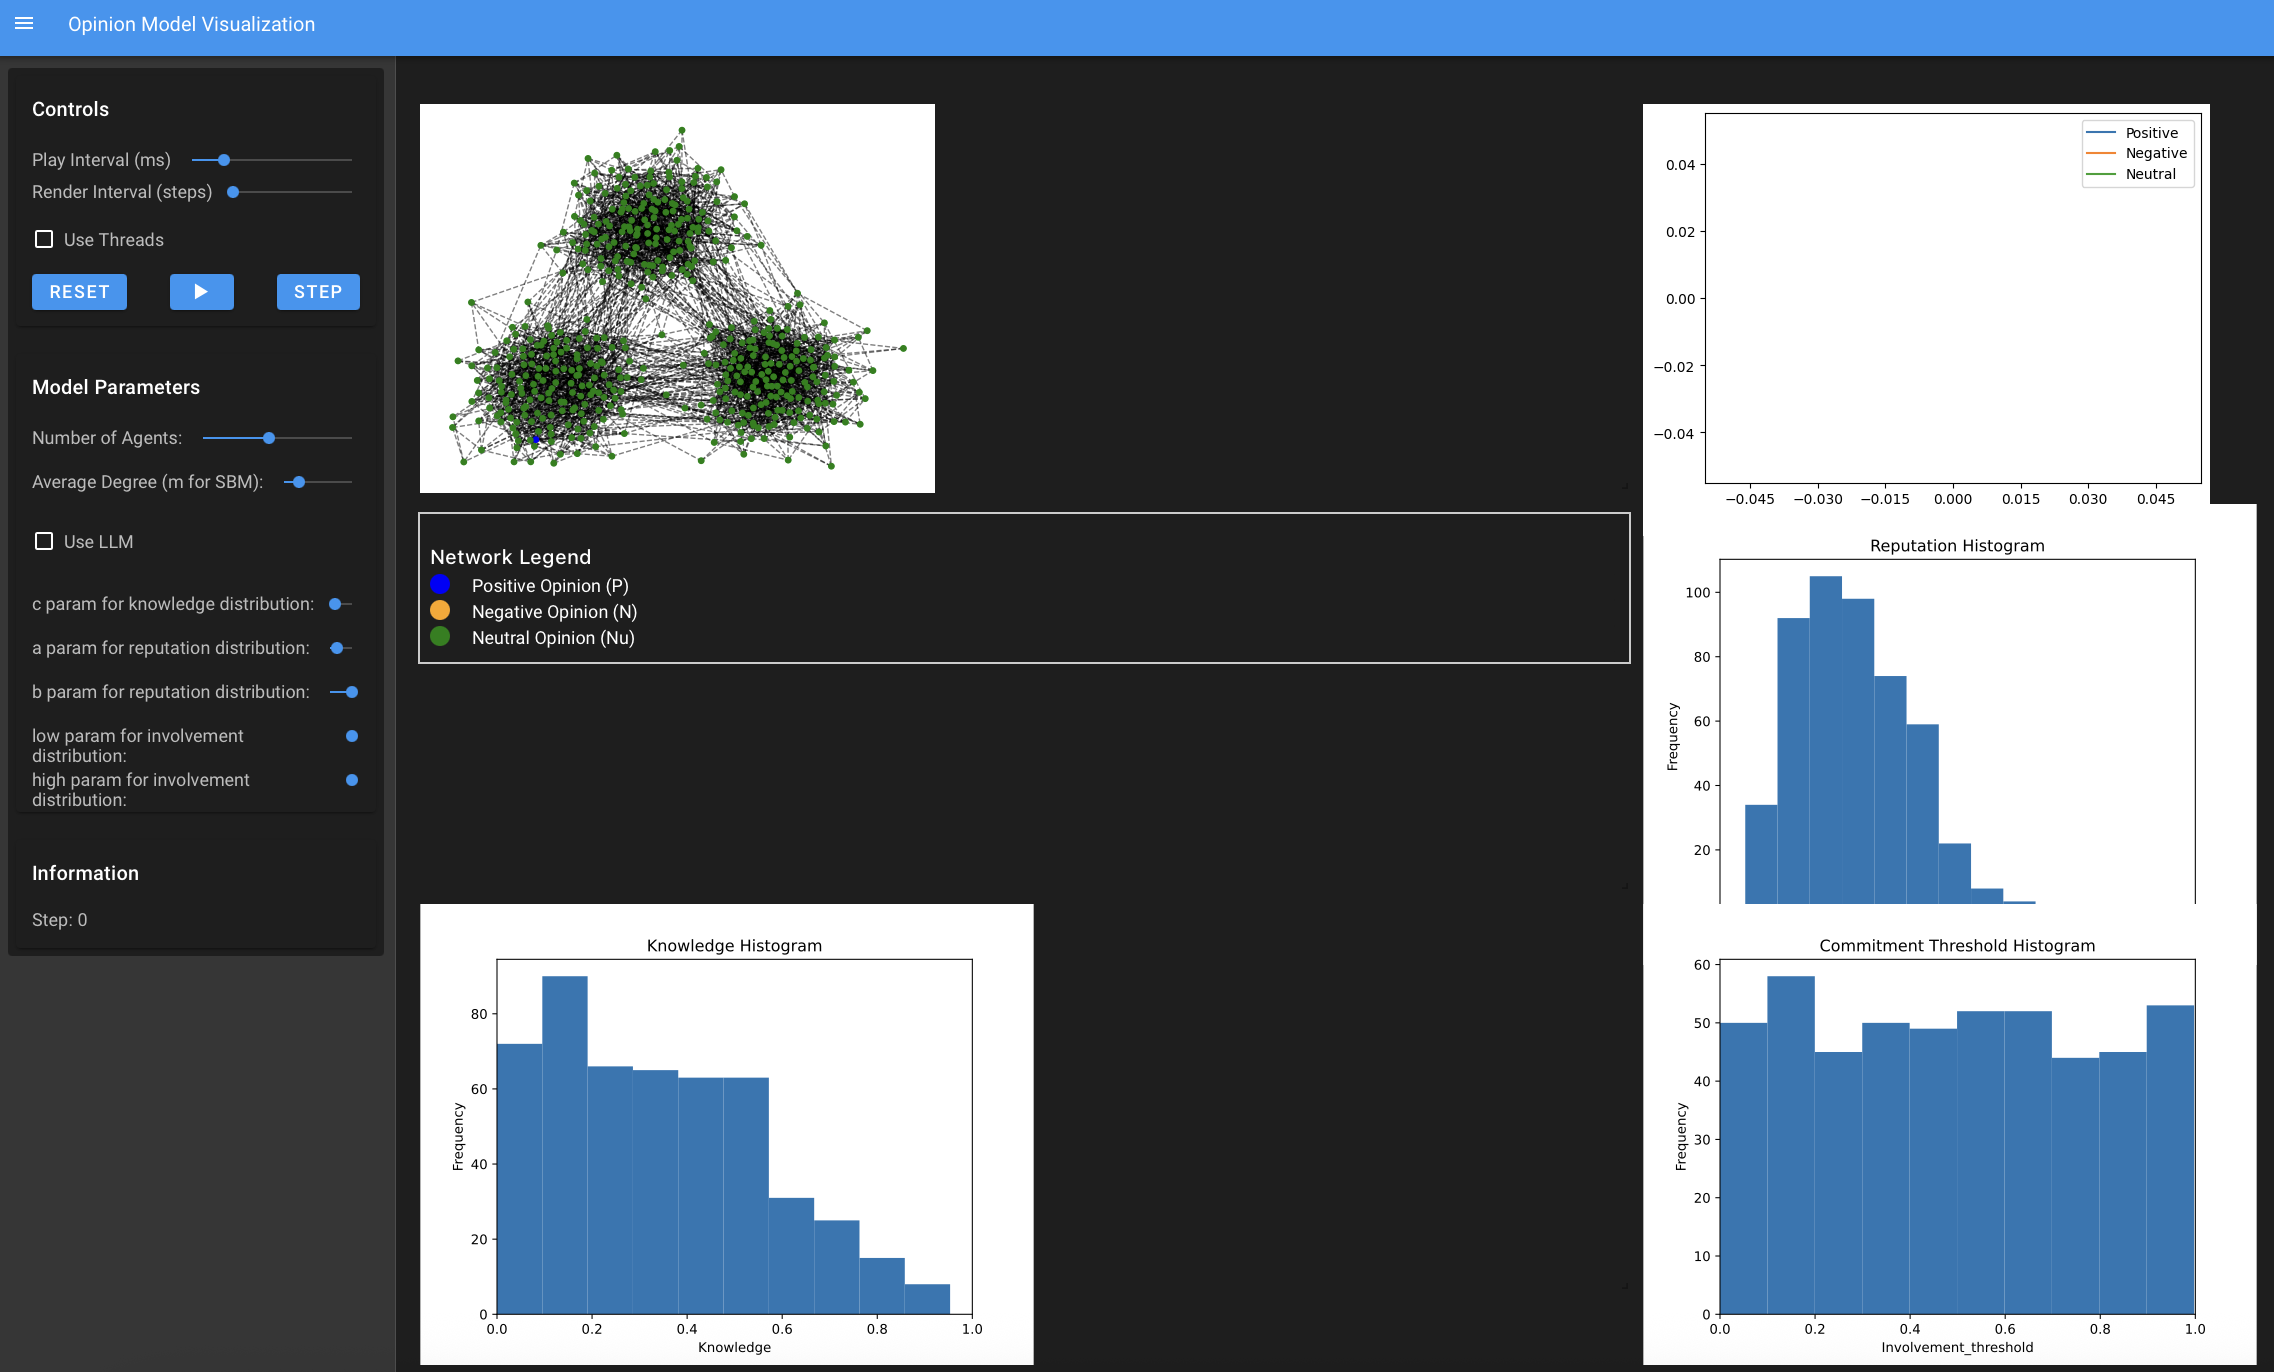 Opinion Model Visualization
Controls
Play Interval (ms)
Render Interval (steps)
Use Threads
RESET
STEP
Model Parameters
Number of Agents:
Average Degree (m for SBM):
Use LLM
c param for knowledge distribution:
a param for reputation distribution:
b param for reputation distribution:
low param for involvement
distribution:
high param for involvement
distribution:
Information
Step: 0
Network Legend
Positive Opinion (P)
Negative Opinion (N)
Neutral Opinion (Nu)
Positive
Negative
Neutral
0.04
0.02
0.00
−0.02
−0.04
−0.045 −0.030 −0.015 0.000 0.015 0.030 0.045
Reputation Histogram
Frequency
100
80
60
40
20
Knowledge Histogram
Frequency
80
60
40
20
0
0.0 0.2 0.4 0.6 0.8 1.0
Knowledge
Commitment Threshold Histogram
Frequency
60
50
40
30
20
10
0
0.0 0.2 0.4 0.6 0.8 1.0
Involvement_threshold